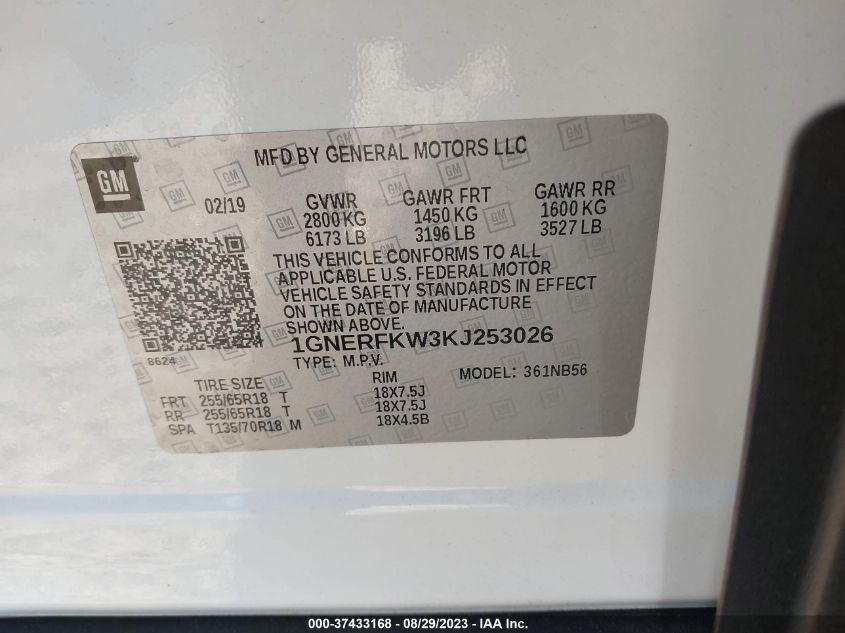 MFD BY GENERAL MOTORS LLC
GM
02/19
GVWR GAWR FRT GAWR RR
2800 KG 1450 KG 1600 KG
6173 LB 3196 LB 3527 LB
THIS VEHICLE CONFORMS TO ALL
APPLICABLE U.S. FEDERAL MOTOR
VEHICLE SAFETY STANDARDS IN EFFECT
ON THE DATE OF MANUFACTURE
SHOWN ABOVE.
1GNERFKW3KJ253026
8624
TYPE: M.P.V.
MODEL: 361NB56
TIRE SIZE RIM
FRT 255/65R18 T 18X7.5J
RR 255/65R18 T 18X7.5J
SPA T135/70R18 M 18X4.5B
000-37433168 - 08/29/2023 - IAA Inc.